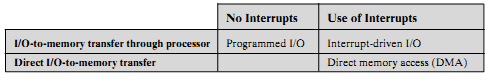 No Interrupts Use of Interrupts
I/O-to-memory transfer through processor Programmed I/O Interrupt-driven I/O
Direct I/O-to-memory transfer Direct memory access (DMA)